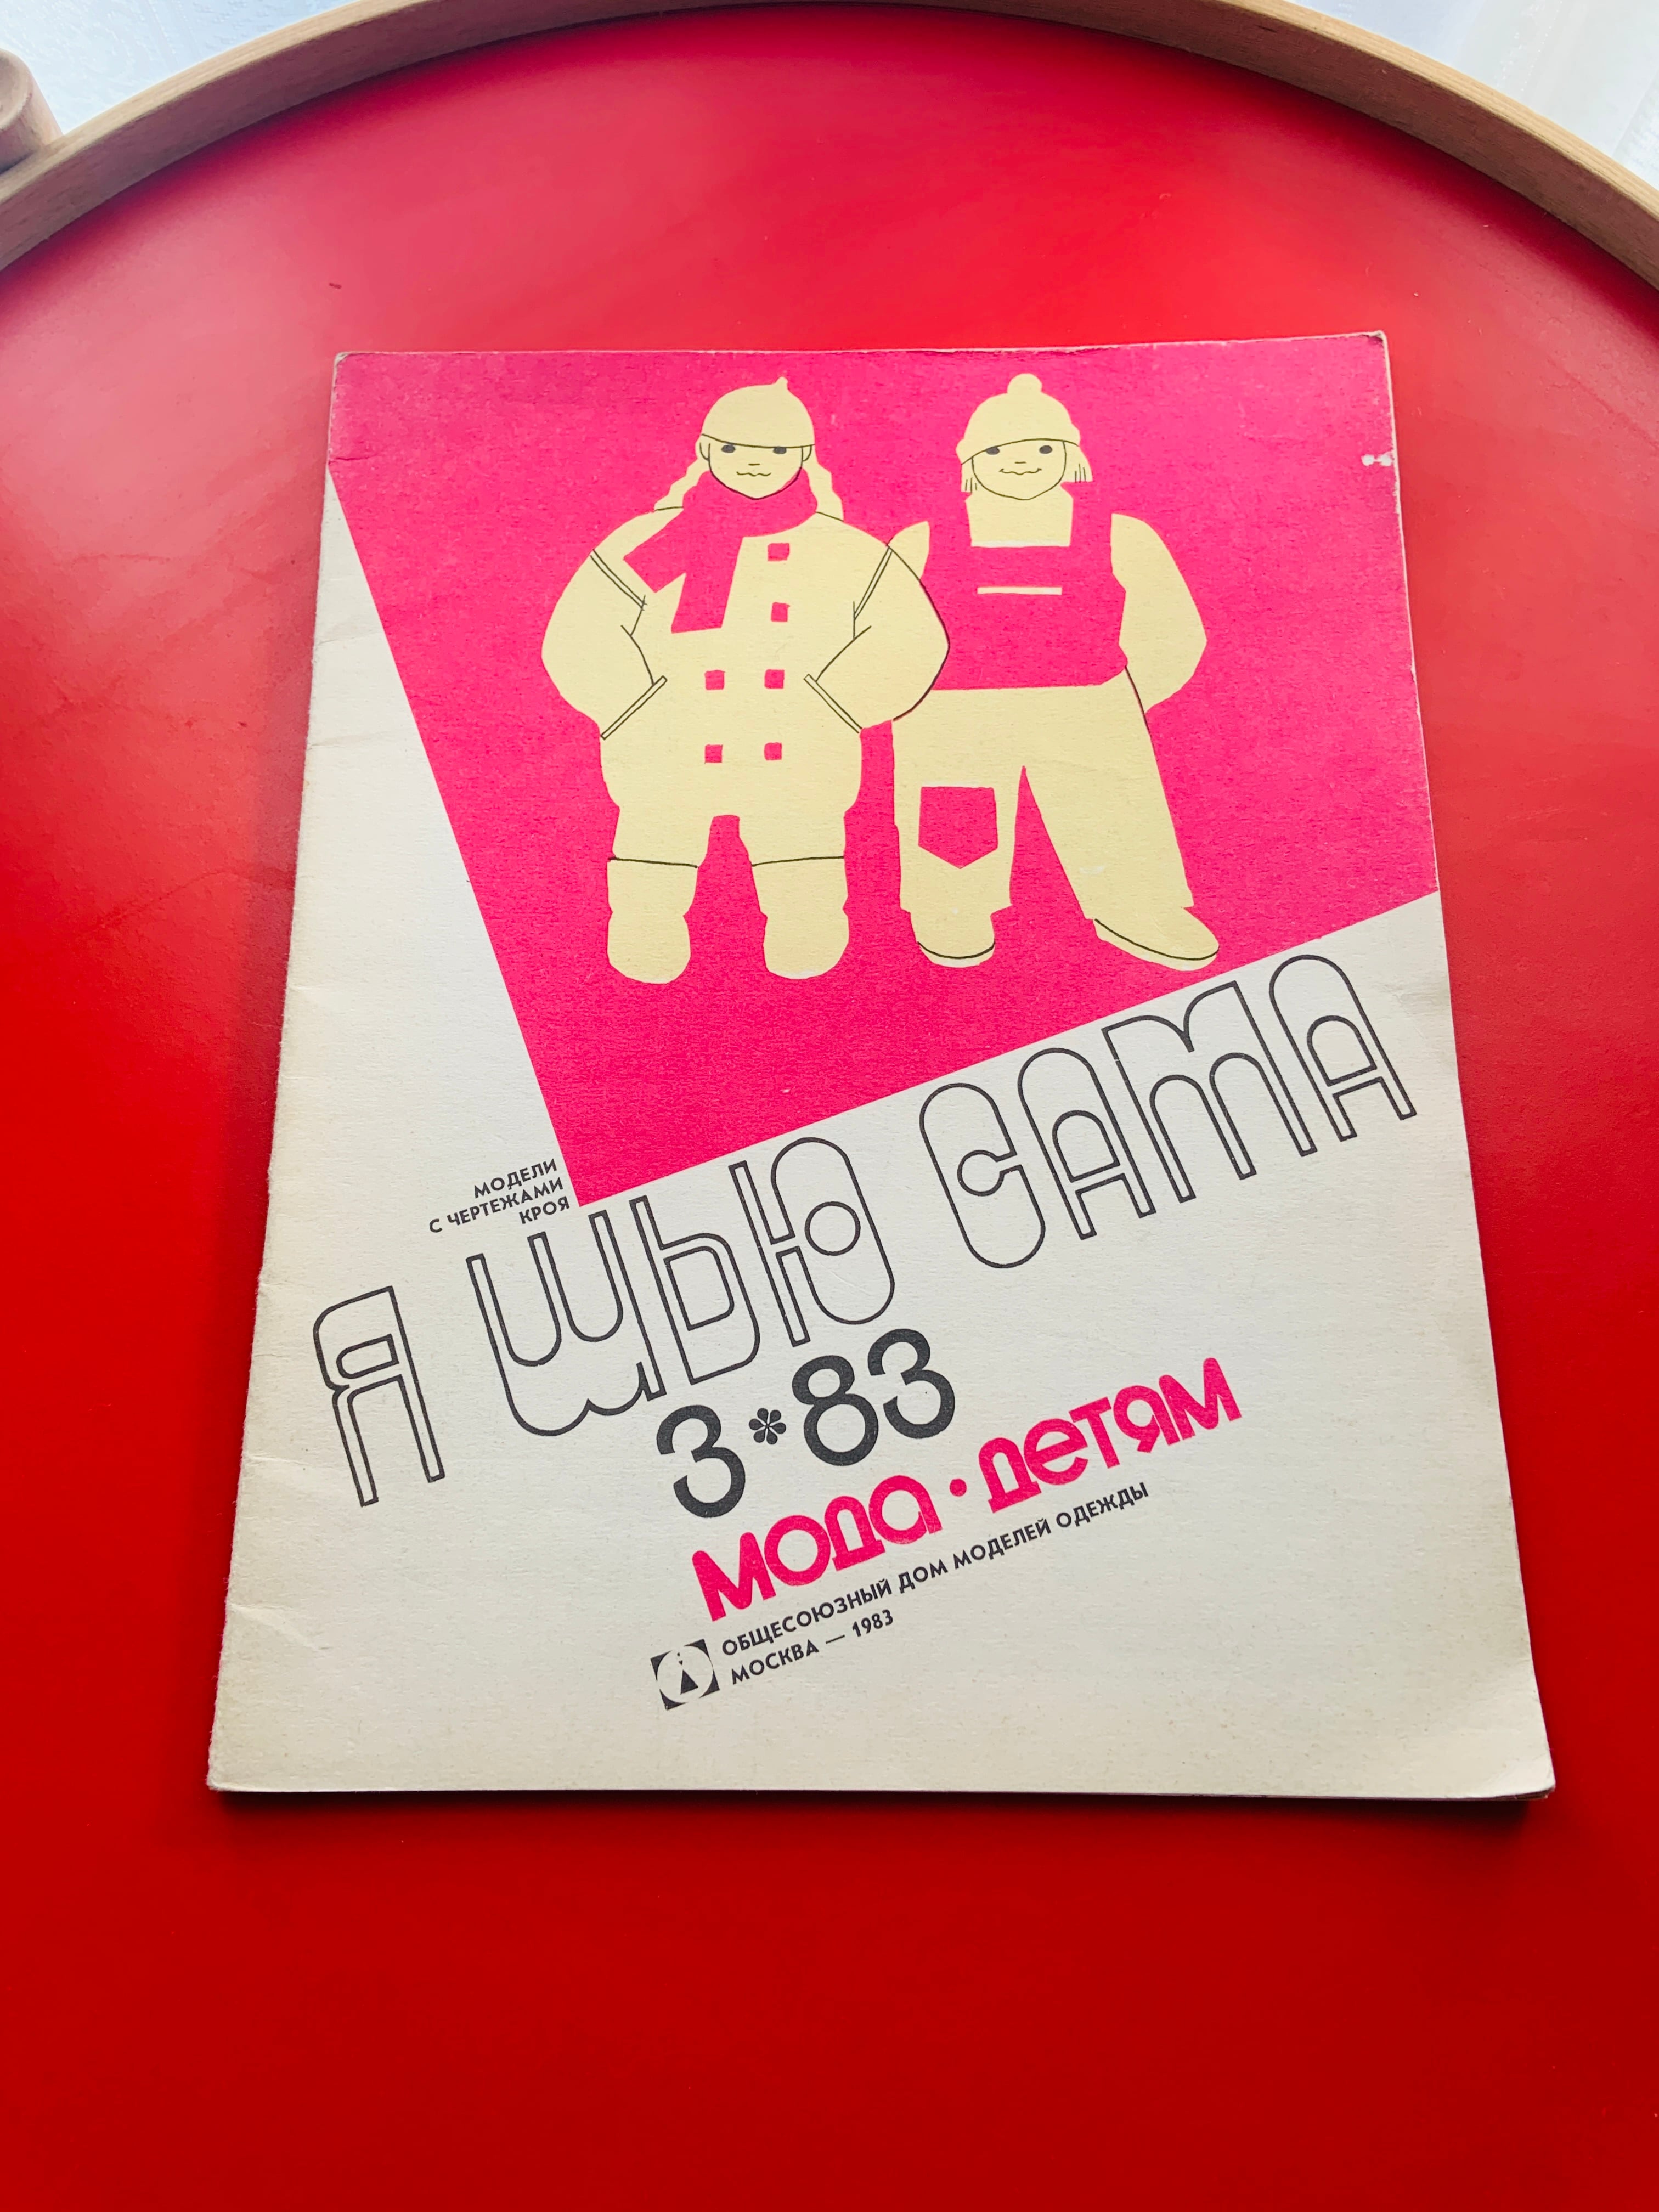 МОДЕЛИ
С ЧЕРТЕЖАМИ
КРОЯ
Я ШЬЮ САМА
3*83
МОДА•ДЕТЯМ
ОБЩЕСОЮЗНЫЙ ДОМ МОДЕЛЕЙ ОДЕЖДЫ
МОСКВА — 1983